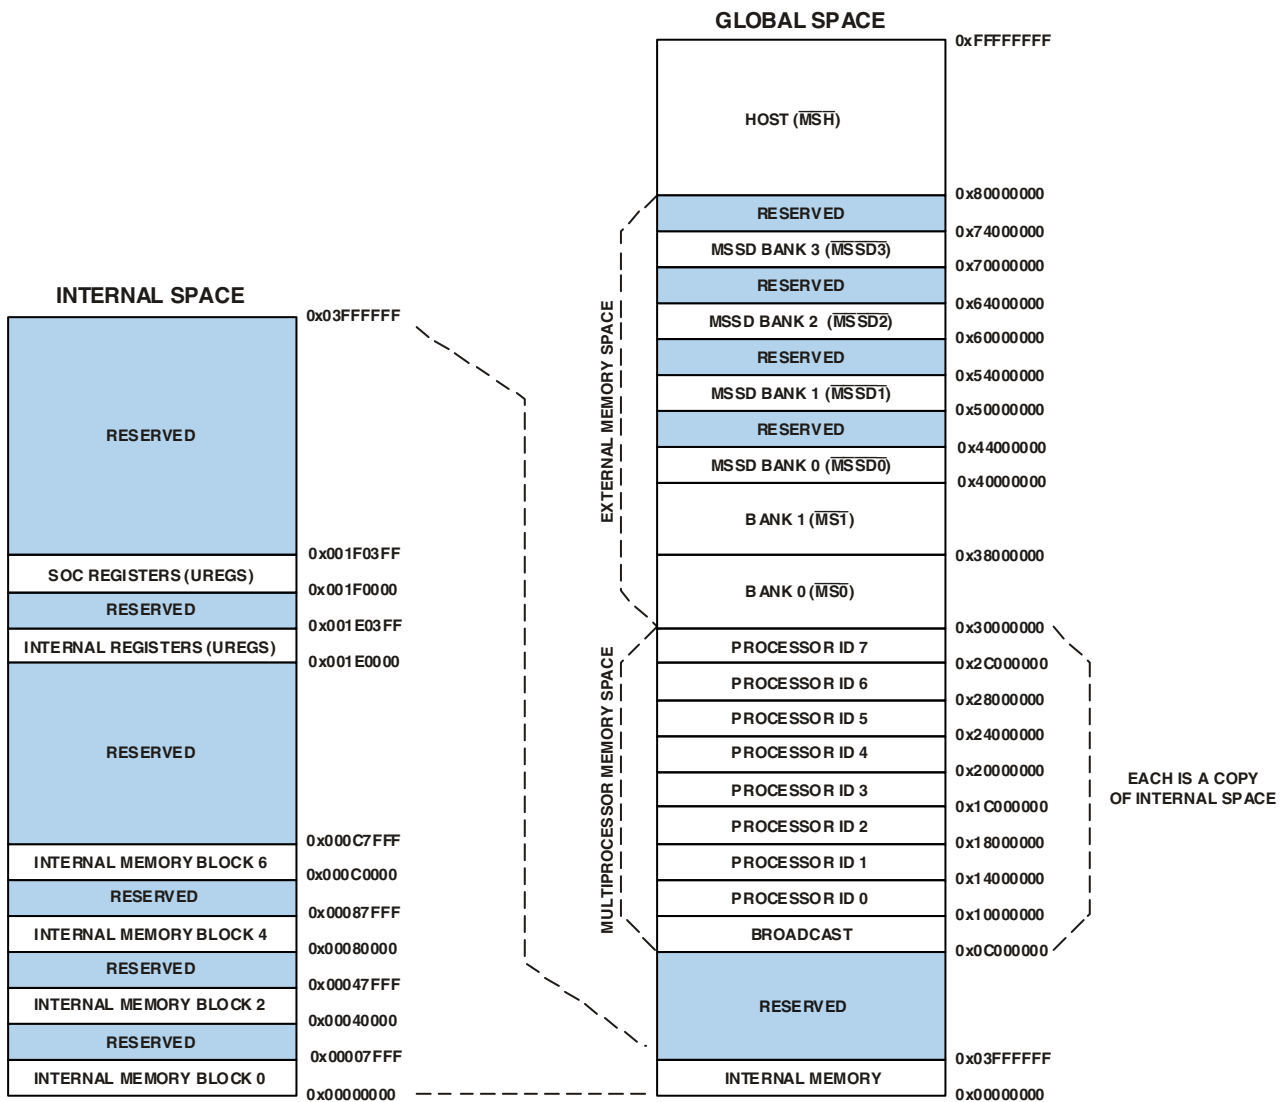 GLOBAL SPACE
0xFFFFFFFF
HOST (MSH)
0x80000000
RESERVED
0x74000000
MSSD BANK 3 (MSSD3)
0x70000000
RESERVED
0x64000000
MSSD BANK 2 (MSSD2)
0x60000000
RESERVED
0x54000000
MSSD BANK 1 (MSSD1)
0x50000000
RESERVED
0x44000000
MSSD BANK 0 (MSSD0)
0x40000000
BANK 1 (MS1)
0x38000000
BANK 0 (MS0)
0x30000000
PROCESSOR ID 7
0x2C000000
PROCESSOR ID 6
0x28000000
PROCESSOR ID 5
0x24000000
PROCESSOR ID 4
0x20000000
PROCESSOR ID 3
0x1C000000
PROCESSOR ID 2
0x18000000
PROCESSOR ID 1
0x14000000
PROCESSOR ID 0
0x10000000
BROADCAST
0x0C000000
RESERVED
0x03FFFFFF
INTERNAL MEMORY
0x00000000
EXTERNAL MEMORY SPACE
MULTIPROCESSOR MEMORY SPACE
EACH IS A COPY
OF INTERNAL SPACE
INTERNAL SPACE
0x03FFFFFF
RESERVED
0x001F03FF
SOC REGISTERS (UREGS)
0x001F0000
RESERVED
0x001E03FF
INTERNAL REGISTERS (UREGS)
0x001E0000
RESERVED
0x000C7FFF
INTERNAL MEMORY BLOCK 6
0x000C0000
RESERVED
0x00087FFF
INTERNAL MEMORY BLOCK 4
0x00080000
RESERVED
0x00047FFF
INTERNAL MEMORY BLOCK 2
0x00040000
RESERVED
0x00007FFF
INTERNAL MEMORY BLOCK 0
0x00000000